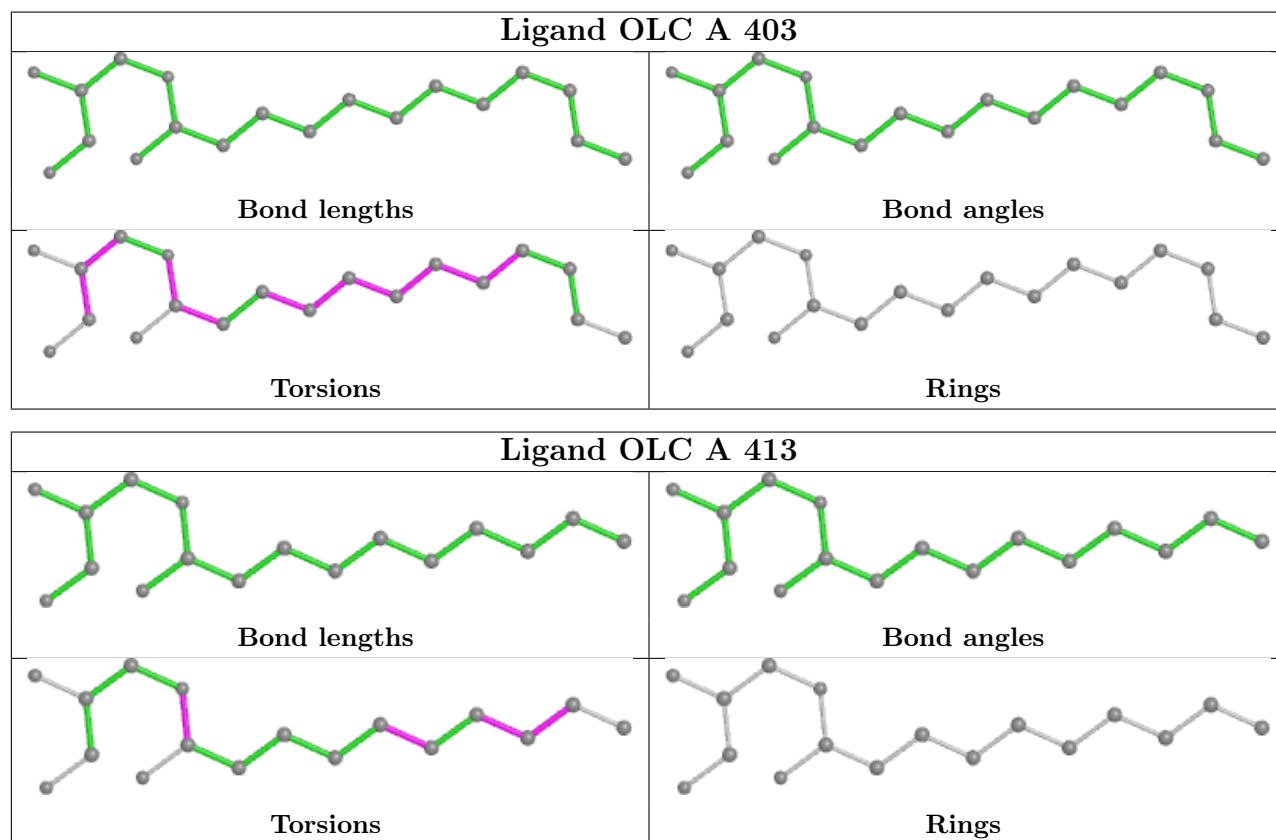 Ligand OLC A 403
Bond lengths
Bond angles
Torsions
Rings
Ligand OLC A 413
Bond lengths
Bond angles
Torsions
Rings